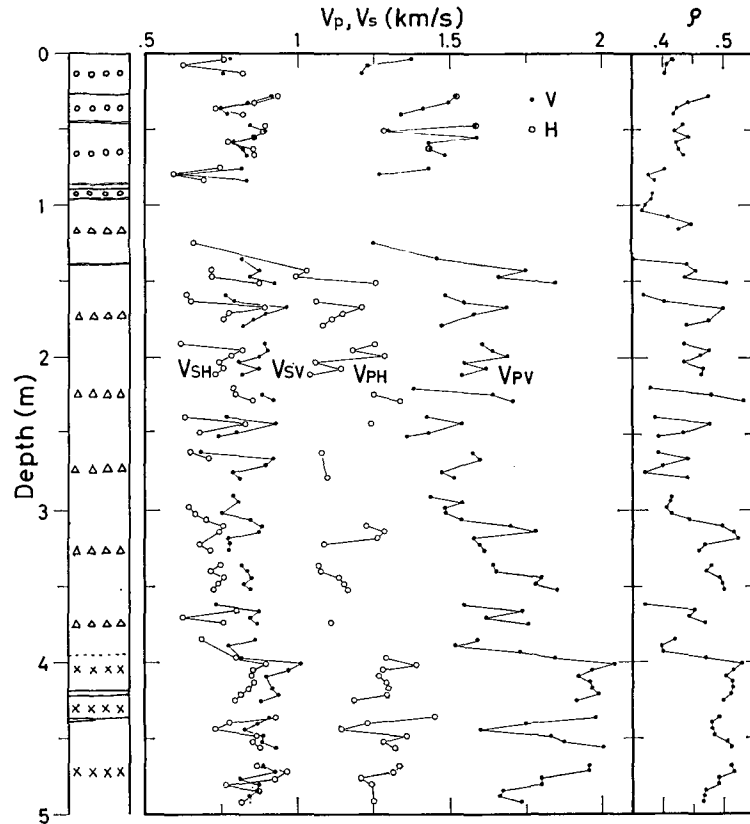 Vp, Vs (km/s)
ρ
.5 1 1.5 2
.4 .5
0
1
2
3
4
5
Depth (m)
V
H
VSH VSV VPH VPV